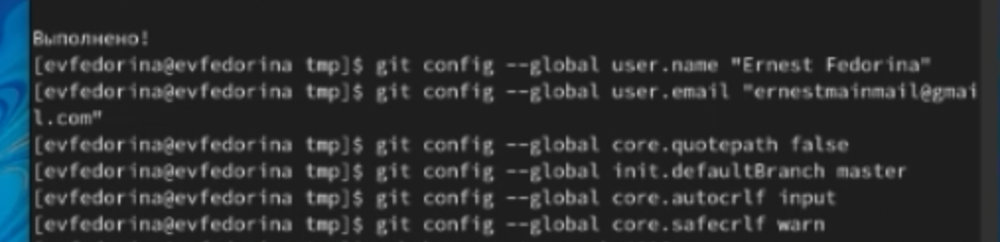 Выполнено!
[evfedorina@evfedorina tmp]$ git config --global user.name "Ernest Fedorina"
[evfedorina@evfedorina tmp]$ git config --global user.email "ernestmainmail@gmai
l.com"
[evfedorina@evfedorina tmp]$ git config --global core.quotepath false
[evfedorina@evfedorina tmp]$ git config --global init.defaultBranch master
[evfedorina@evfedorina tmp]$ git config --global core.autocrlf input
[evfedorina@evfedorina tmp]$ git config --global core.safecrlf warn